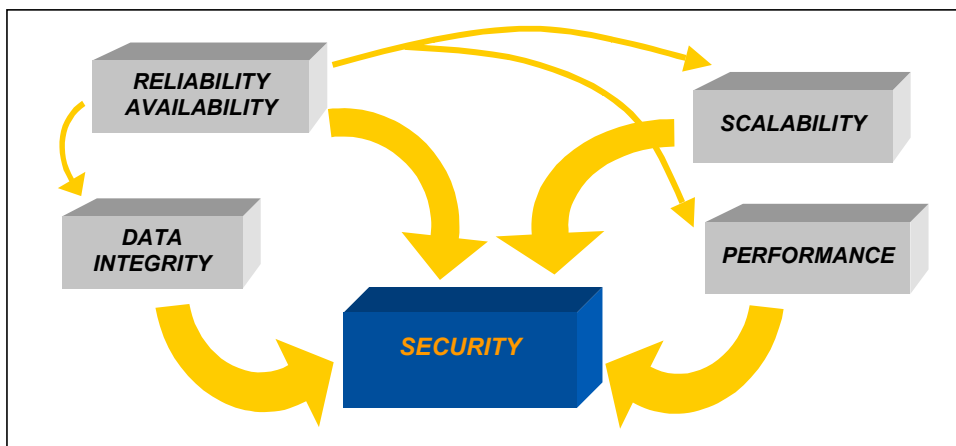 RELIABILITY
AVAILABILITY
SCALABILITY
DATA
INTEGRITY
PERFORMANCE
SECURITY